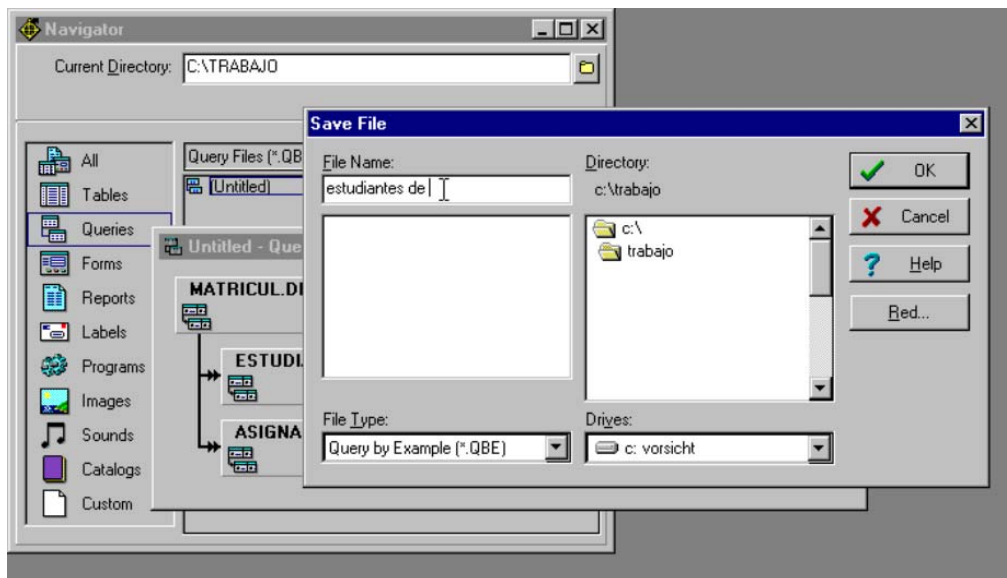 Navigator
Current Directory: C:\TRABAJO
All
Tables
Queries
Forms
Reports
Labels
Programs
Images
Sounds
Catalogs
Custom
Query Files (*.QB
(Untitled)
Untitled - Que
MATRICUL.D
ESTUDI
ASIGNA
Save File
File Name:
estudiantes de
File Type:
Query by Example (*.QBE)
Directory:
c:\trabajo
c:\
trabajo
Drives:
c: vorsicht
OK
Cancel
Help
Red...